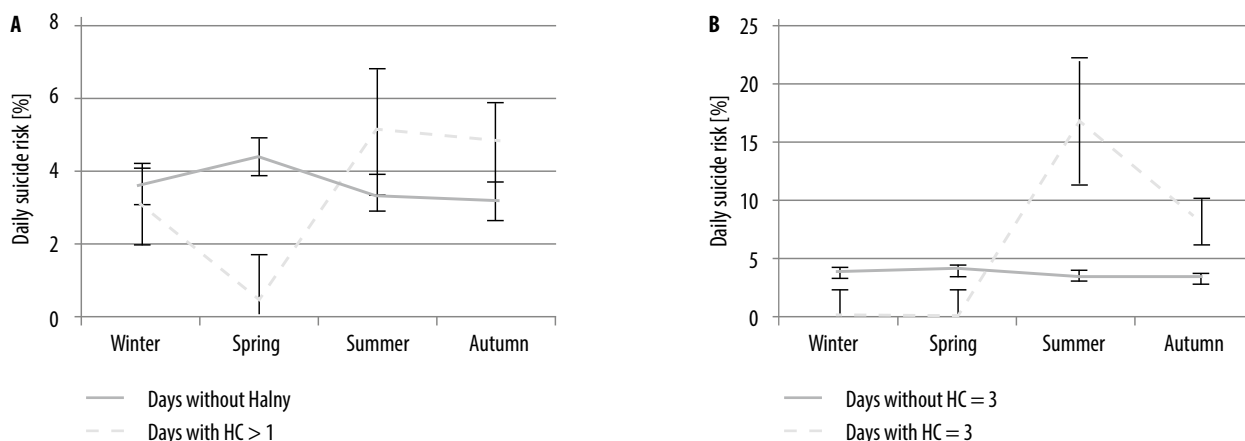 A
Daily suicide risk [%]
8
6
4
2
0
Winter Spring Summer Autumn
Days without Halny
Days with HC > 1
B
Daily suicide risk [%]
25
20
15
10
5
0
Winter Spring Summer Autumn
Days without HC = 3
Days with HC = 3